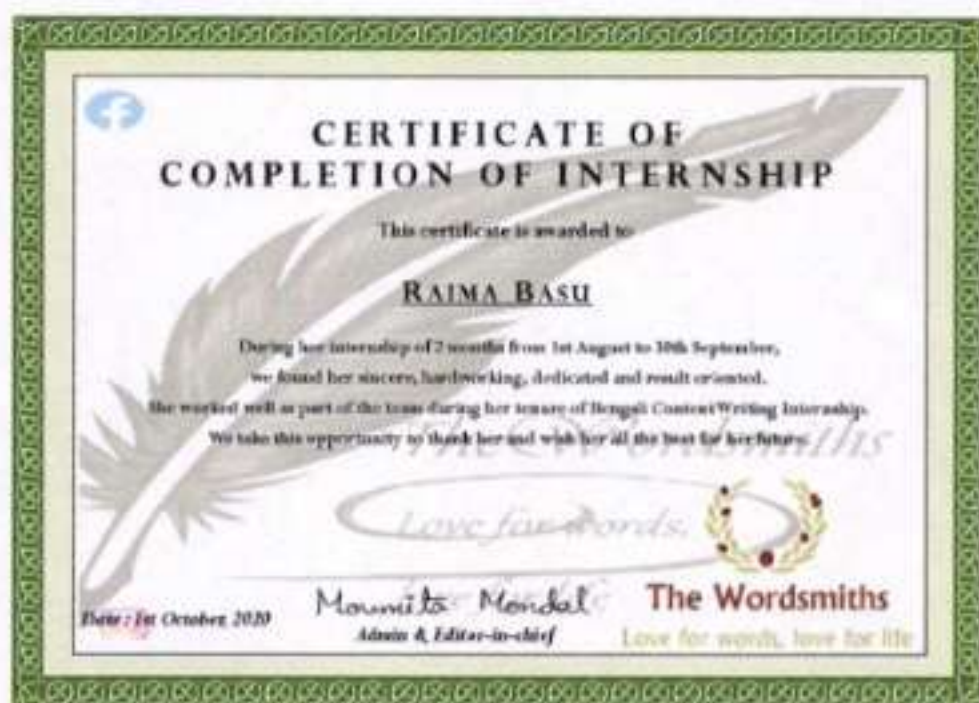 CERTIFICATE OF
COMPLETION OF INTERNSHIP
This certificate is awarded to
RAIMA BASU
During her internship of 2 months from 1st August to 30th September,
we found her sincere, hardworking, dedicated and result oriented.
She worked well as part of the team during her tenure of Bengali Content Writing Internship.
We take this opportunity to thank her and wish her all the best for her future.
The Wordsmiths
Love for words,
Moumita Mondal
Date : 1st October, 2020
Admin & Editor-in-chief
The Wordsmiths
Love for words, love for life